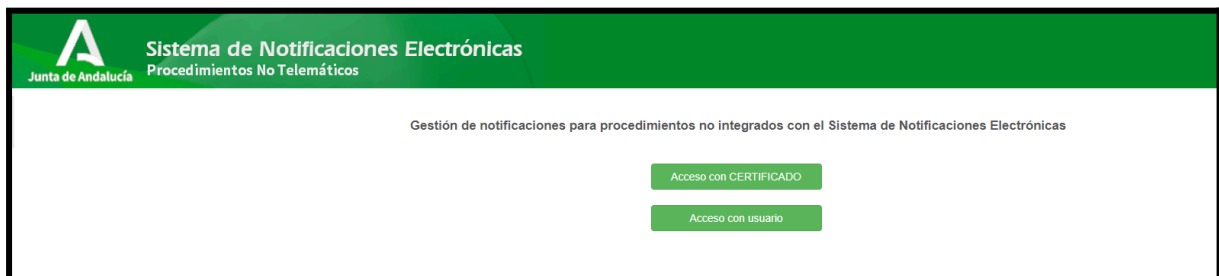 Sistema de Notificaciones Electrónicas
Junta de Andalucía
Procedimientos No Telemáticos
Gestión de notificaciones para procedimientos no integrados con el Sistema de Notificaciones Electrónicas
Acceso con CERTIFICADO
Acceso con usuario